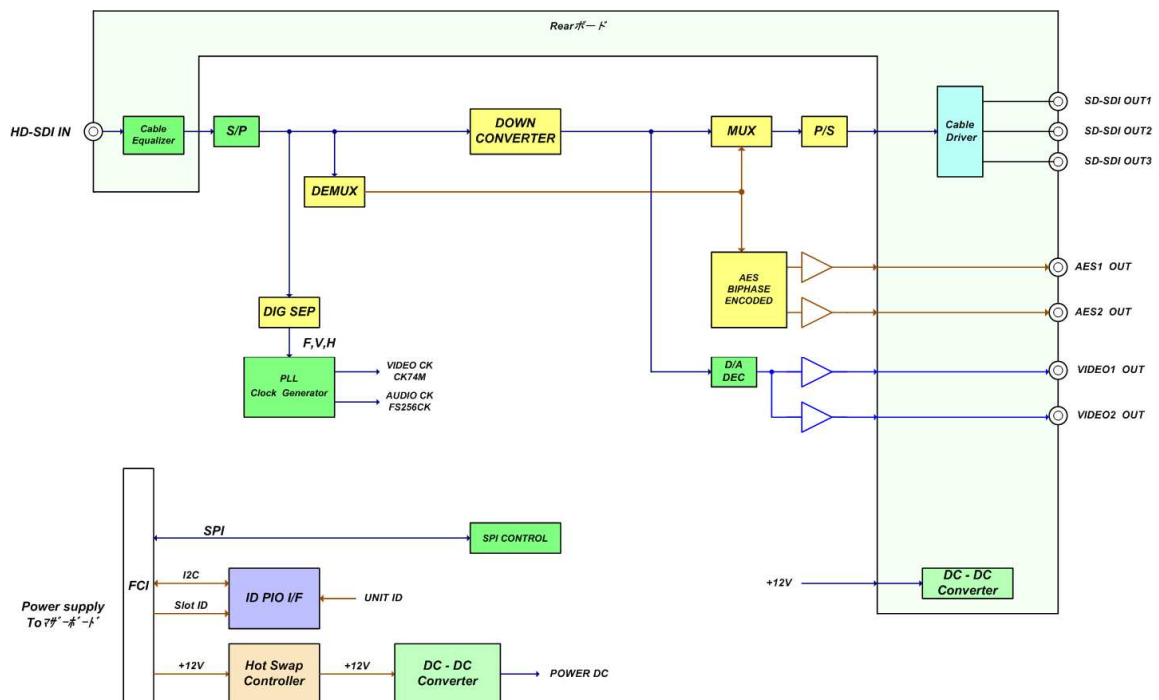 Rearボード
HD-SDI IN
Cable
Equalizer
S/P
DOWN
CONVERTER
MUX
P/S
Cable
Driver
SD-SDI OUT1
SD-SDI OUT2
SD-SDI OUT3
DEMUX
AES
BIPHASE
ENCODED
AES1 OUT
AES2 OUT
DIG SEP
F,V,H
PLL
Clock Generator
VIDEO CK
CK74M
AUDIO CK
FS256CK
D/A
DEC
VIDEO1 OUT
VIDEO2 OUT
SPI
SPI CONTROL
FCI
I2C
ID PIO I/F
UNIT ID
Slot ID
+12V
DC - DC
Converter
Power supply
Toマザーボード
+12V
Hot Swap
Controller
+12V
DC - DC
Converter
POWER DC